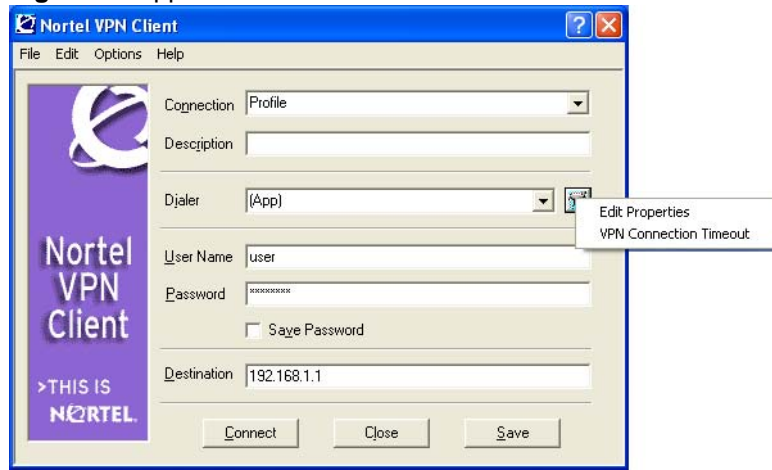 Nortel VPN Client
File Edit Options Help
Connection Profile
Description
Dialer (App)
Edit Properties
VPN Connection Timeout
User Name user
Password ××××××××
Save Password
Destination 192.168.1.1
Nortel
VPN
Client
>THIS IS
NORTEL
Connect Close Save